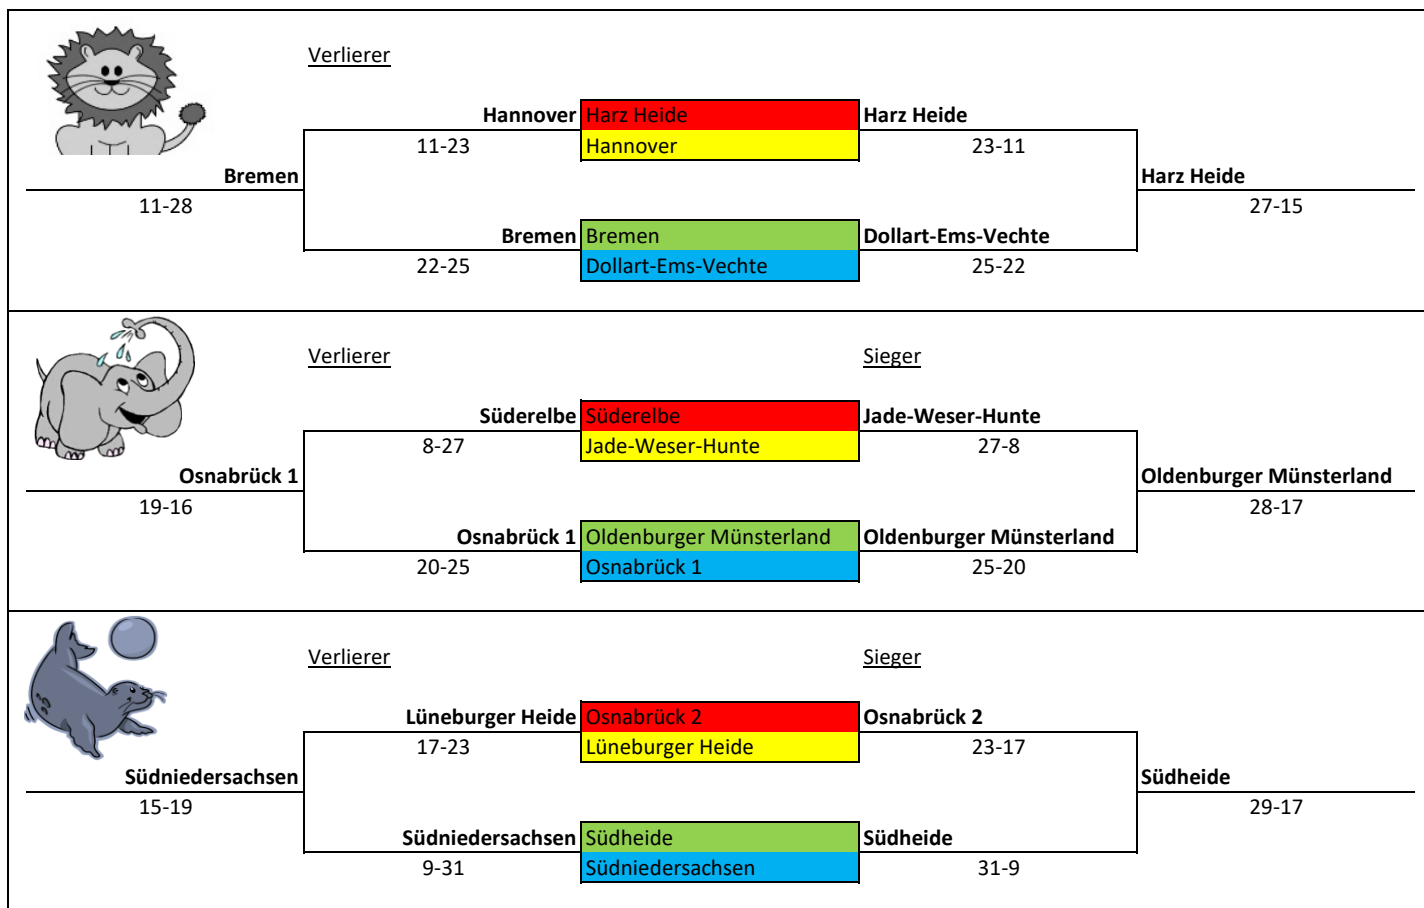 Verlierer
Hannover Harz Heide Harz Heide
11-23 Hannover 23-11
Bremen Harz Heide
11-28 27-15
Bremen Bremen Dollart-Ems-Vechte
22-25 Dollart-Ems-Vechte 25-22
Verlierer Sieger
Süderelbe Süderelbe Jade-Weser-Hunte
8-27 Jade-Weser-Hunte 27-8
Osnabrück 1 Oldenburger Münsterland
19-16 28-17
Osnabrück 1 Oldenburger Münsterland Oldenburger Münsterland
20-25 Osnabrück 1 25-20
Verlierer Sieger
Lüneburger Heide Osnabrück 2 Osnabrück 2
17-23 Lüneburger Heide 23-17
Südniedersachsen Südheide
15-19 29-17
Südniedersachsen Südheide Südheide
9-31 Südniedersachsen 31-9